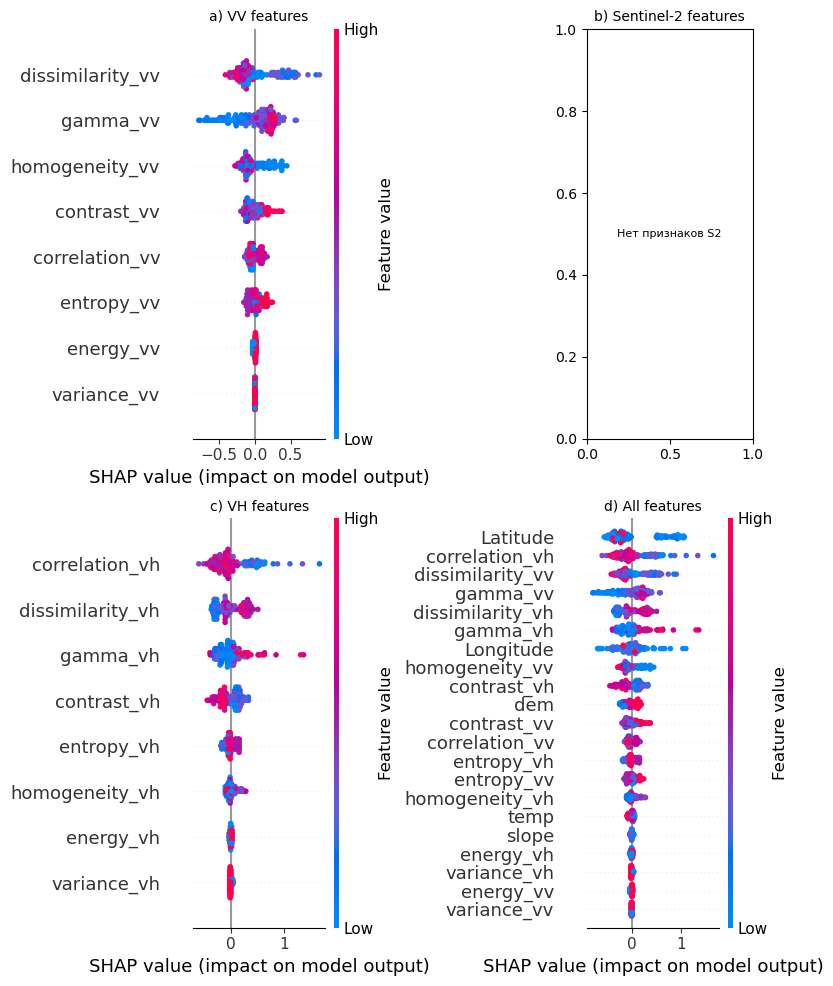 a) VV features
High
dissimilarity_vv
gamma_vv
homogeneity_vv
contrast_vv
correlation_vv
entropy_vv
energy_vv
variance_vv
Feature value
Low
−0.5 0.0 0.5
SHAP value (impact on model output)
b) Sentinel-2 features
1.0
0.8
0.6
0.4
0.2
0.0
Нет признаков S2
0.0 0.5 1.0
c) VH features
High
correlation_vh
dissimilarity_vh
gamma_vh
contrast_vh
entropy_vh
homogeneity_vh
energy_vh
variance_vh
Feature value
Low
0 1
SHAP value (impact on model output)
d) All features
High
Latitude
correlation_vh
dissimilarity_vv
gamma_vv
dissimilarity_vh
gamma_vh
Longitude
homogeneity_vv
contrast_vh
dem
contrast_vv
correlation_vv
entropy_vh
entropy_vv
homogeneity_vh
temp
slope
energy_vh
variance_vh
energy_vv
variance_vv
Feature value
Low
0 1
SHAP value (impact on model output)